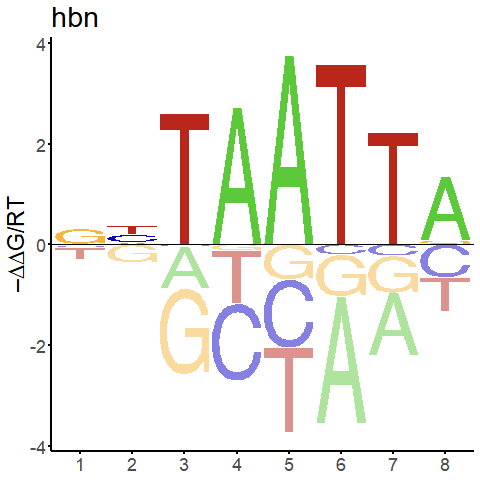 hbn
−ΔΔG/RT
4
2
0
-2
-4
G T
T C G
T A G
A G T C
A G C T
T C G A
T C G A
A G C T
1 2 3 4 5 6 7 8